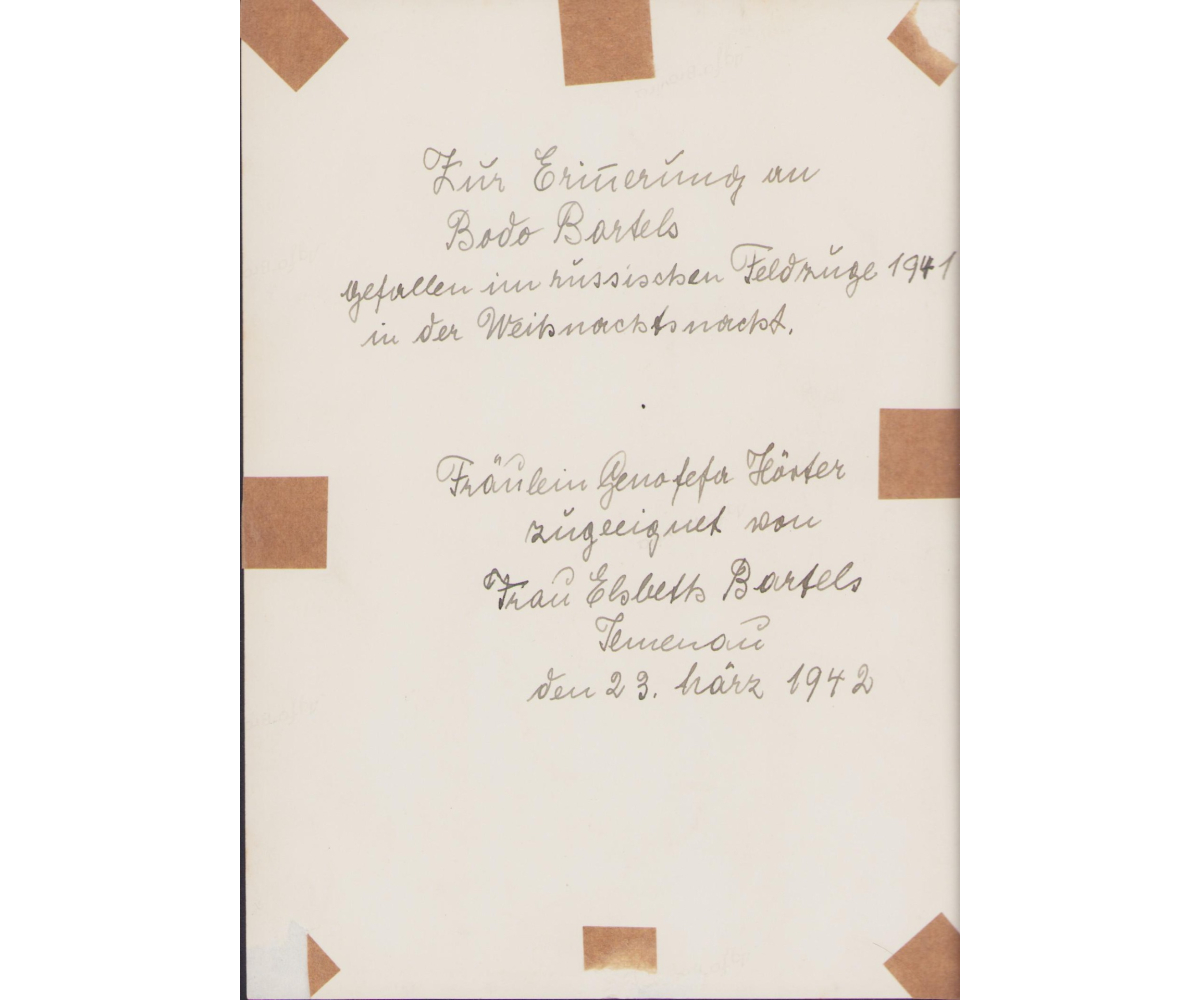 Zur Erinnerung an
Bodo Bartels
gefallen im russischen Feldzuge 1941
in der Weihnachtsnacht.
Fräulein Genofefa Hörter
zugeeignet von
Frau Elsbeth Bartels
den 23. März 1942